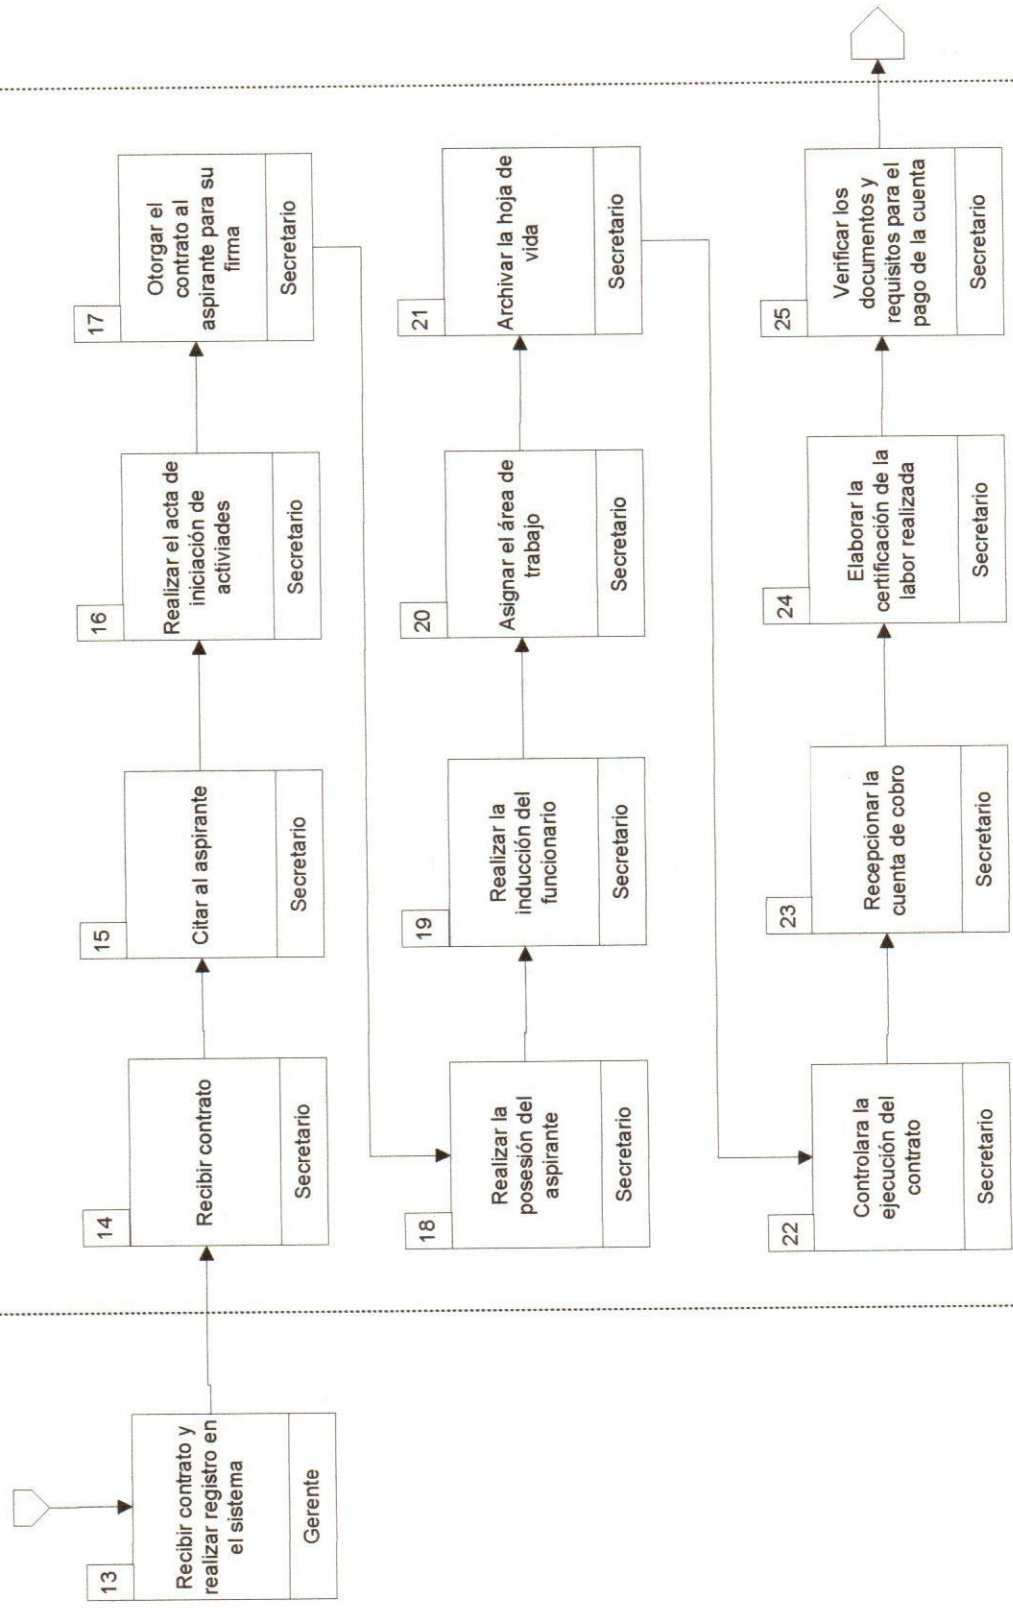 13
Recibir contrato y
realizar registro en
el sistema
Gerente
14
Recibir contrato
Secretario
15
Citar al aspirante
Secretario
16
Realizar el acta de
iniciación de
activiades
Secretario
17
Otorgar el
contrato al
aspirante para su
firma
Secretario
18
Realizar la
posesión del
aspirante
Secretario
19
Realizar la
inducción del
funcionario
Secretario
20
Asignar el área de
trabajo
Secretario
21
Archivar la hoja de
vida
Secretario
22
Controlara la
ejecución del
contrato
Secretario
23
Recepcionar la
cuenta de cobro
Secretario
24
Elaborar la
certificación de la
labor realizada
Secretario
25
Verificar los
documentos y
requisitos para el
pago de la cuenta
Secretario